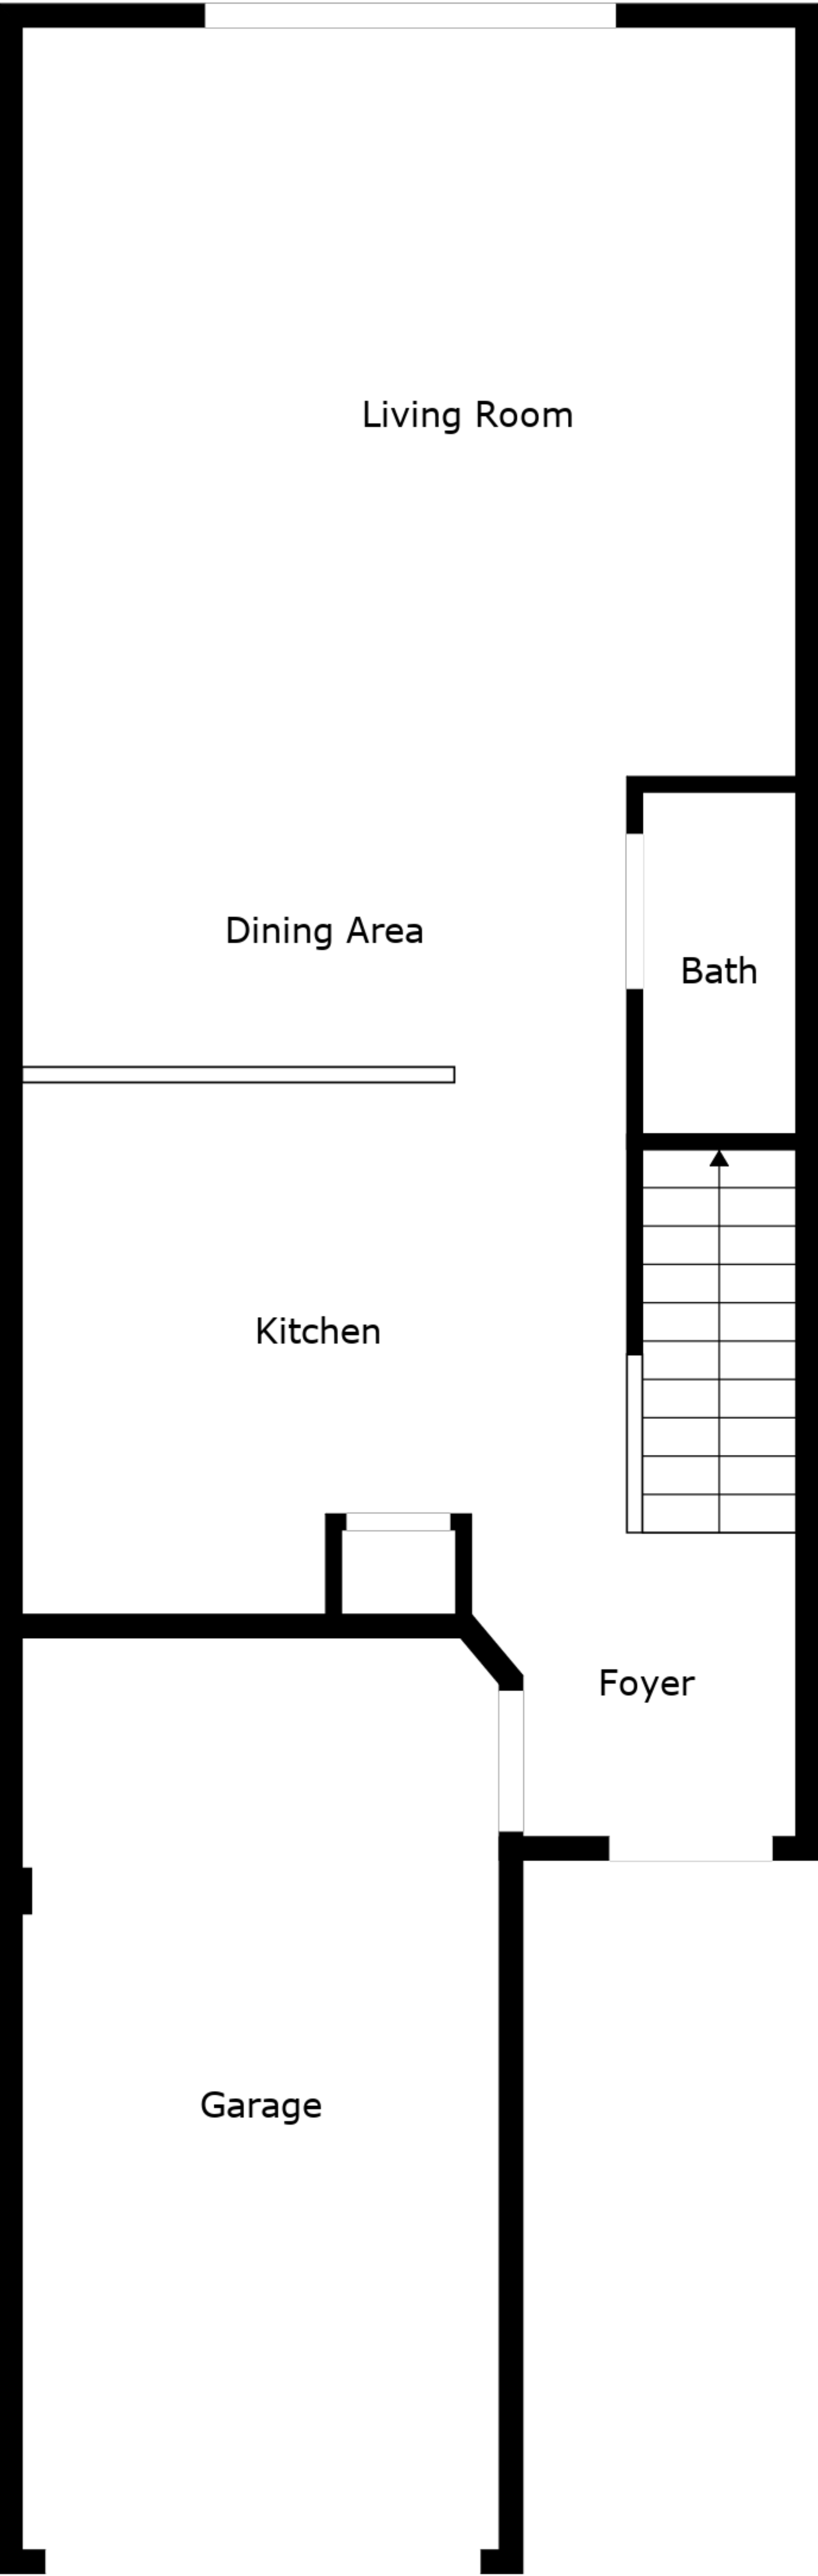 Living Room
Dining Area
Bath
Kitchen
Foyer
Garage